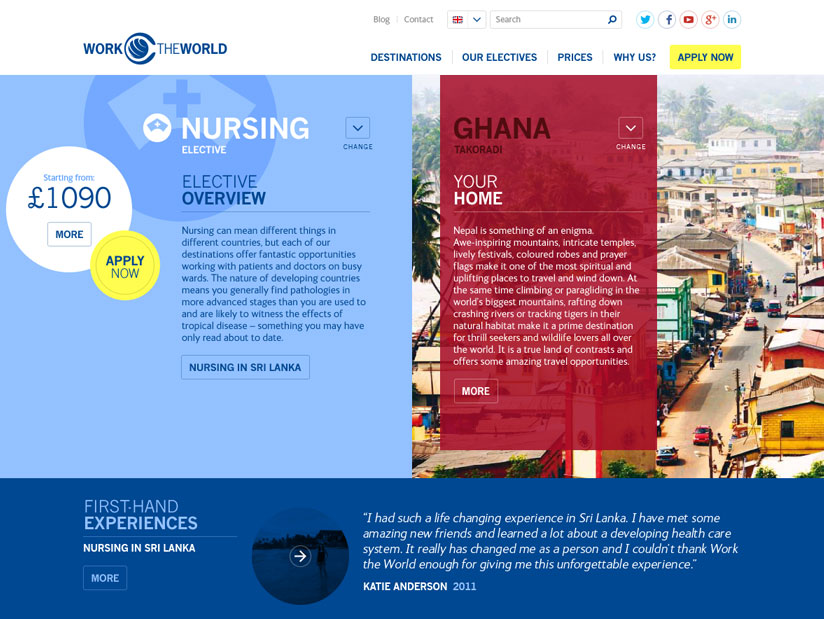 Blog
Contact
Search
WORK THE WORLD
DESTINATIONS
OUR ELECTIVES
PRICES
WHY US?
APPLY NOW
NURSING
ELECTIVE
CHANGE
Starting from:
£1090
MORE
APPLY
NOW
ELECTIVE
OVERVIEW
Nursing can mean different things in
different countries, but each of our
destinations offer fantastic opportunities
working with patients and doctors on busy
wards. The nature of developing countries
means you generally find pathologies in
more advanced stages than you are used to
and are likely to witness the effects of
tropical disease – something you may have
only read about to date.
NURSING IN SRI LANKA
GHANA
TAKORADI
CHANGE
YOUR
HOME
Nepal is something of an enigma.
Awe-inspiring mountains, intricate temples,
lively festivals, coloured robes and prayer
flags make it one of the most spiritual and
uplifting places to travel and wind down. At
the same time climbing or paragliding in the
world's biggest mountains, rafting down
crashing rivers or tracking tigers in their
natural habitat make it a prime destination
for thrill seekers and wildlife lovers all over
the world. It is a true land of contrasts and
offers some amazing travel opportunities.
MORE
FIRST-HAND
EXPERIENCES
NURSING IN SRI LANKA
MORE
"I had such a life changing experience in Sri Lanka. I have met some
amazing new friends and learned a lot about a developing health care
system. It really has changed me as a person and I couldn't thank Work
the World enough for giving me this unforgettable experience."
KATIE ANDERSON 2011